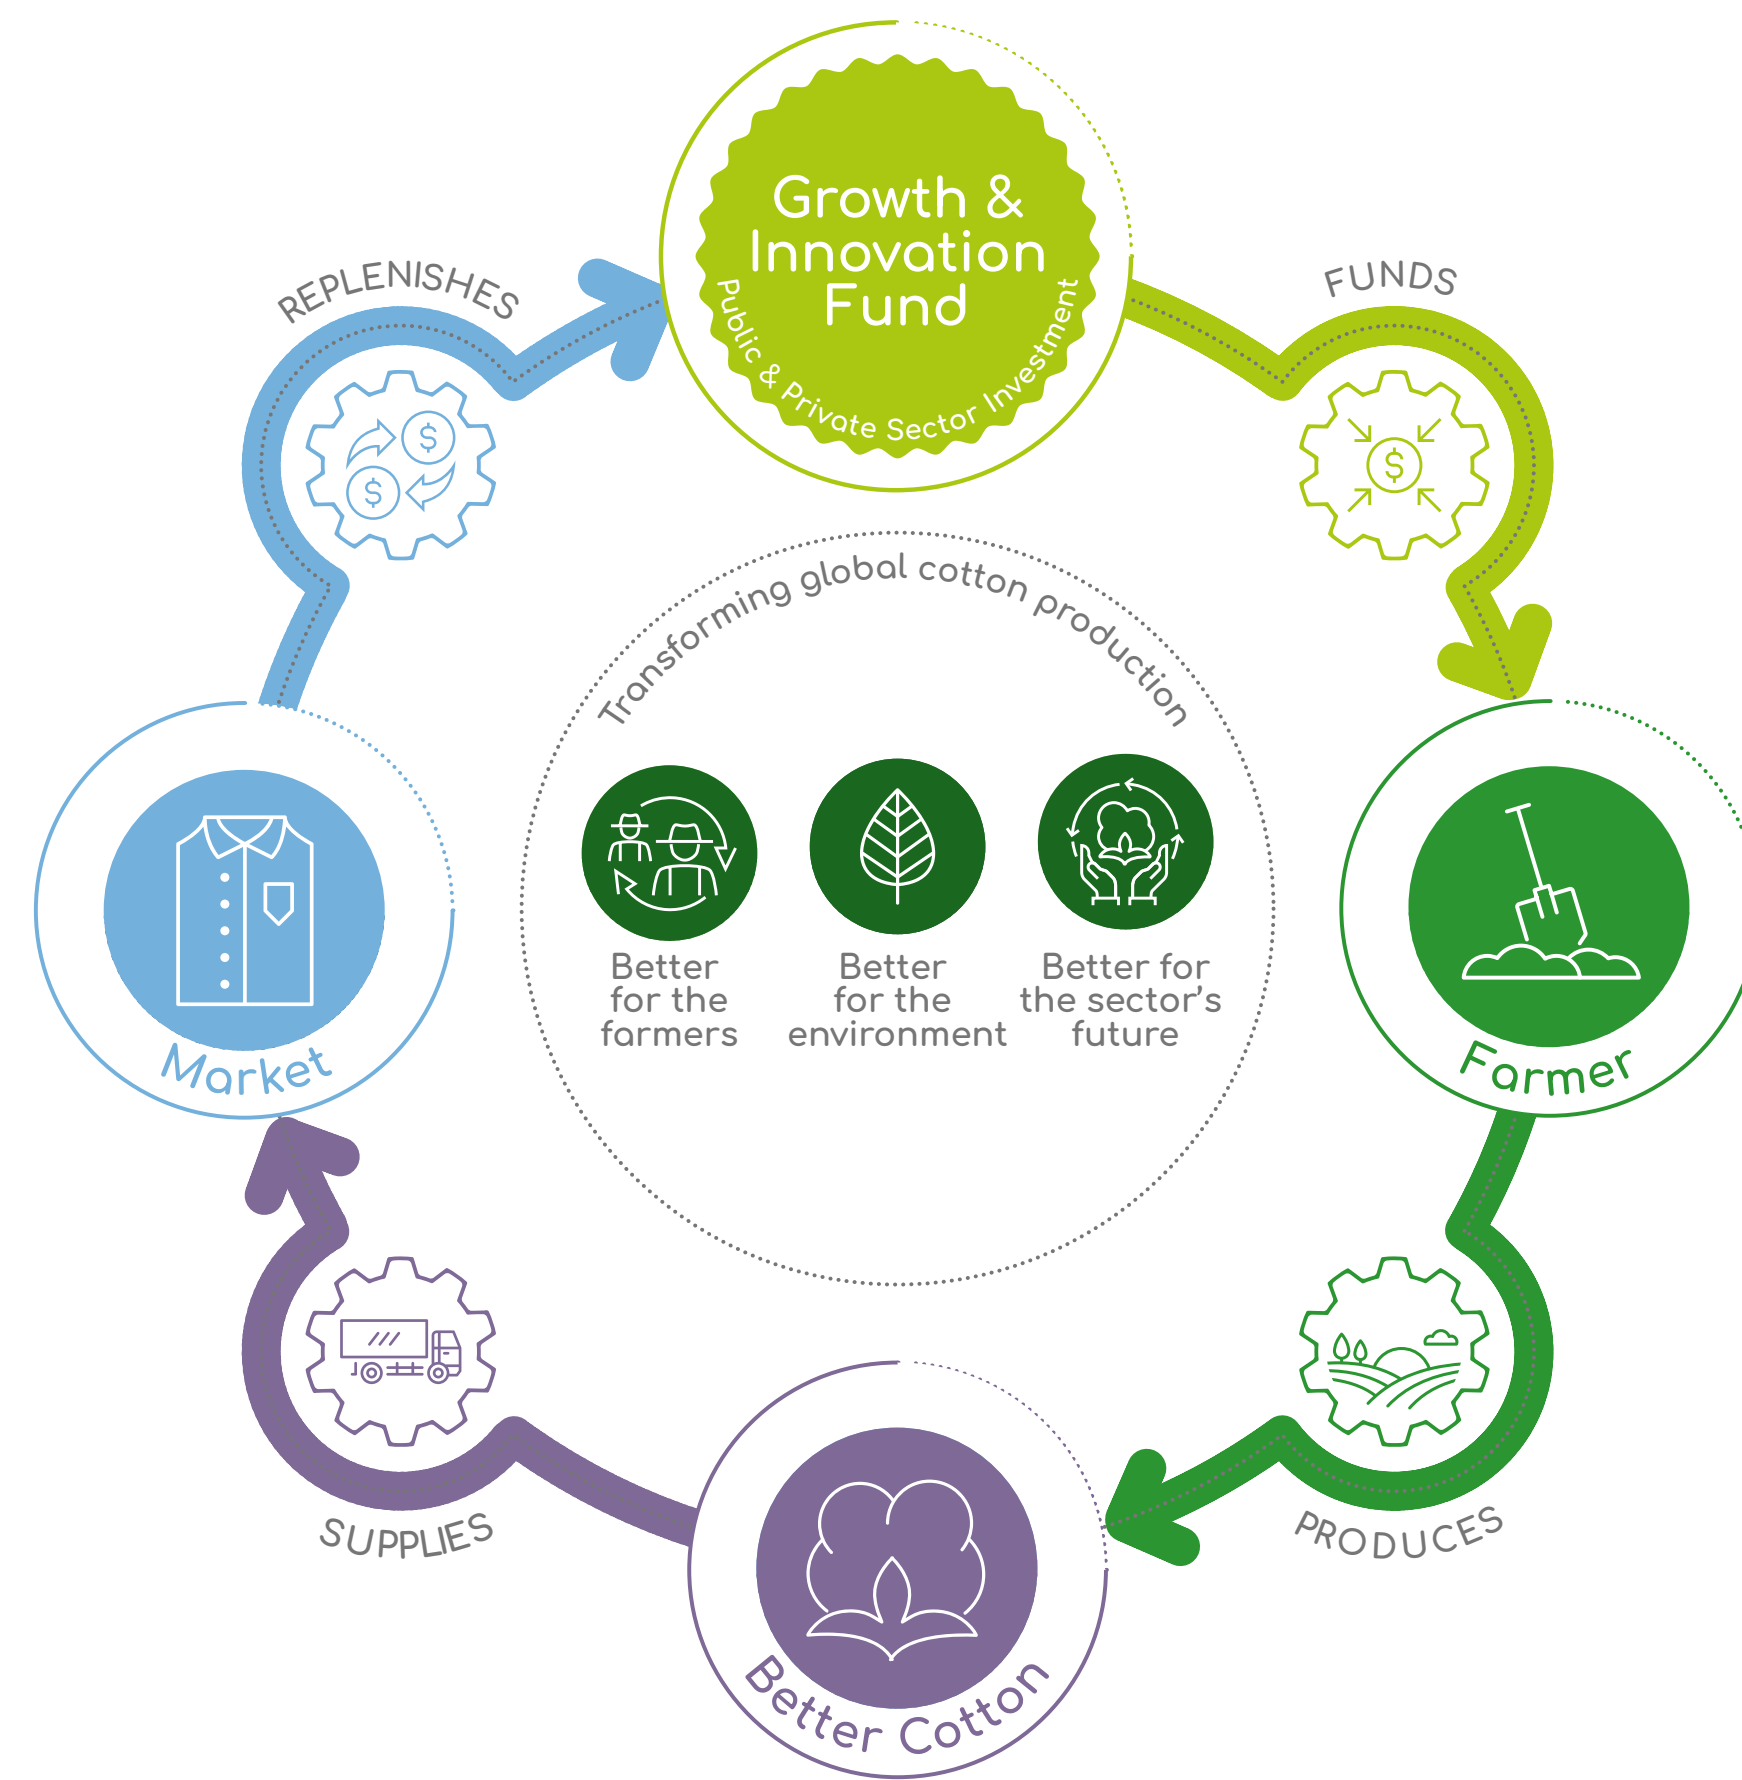 Growth &
Innovation
Fund
Public & Private Sector Investment
REPLENISHES
FUNDS
$
$
$
Transforming global cotton production
Better
for the
farmers
Better
for the
environment
Better for
the sector’s
future
Market
Farmer
SUPPLIES
PRODUCES
Better Cotton